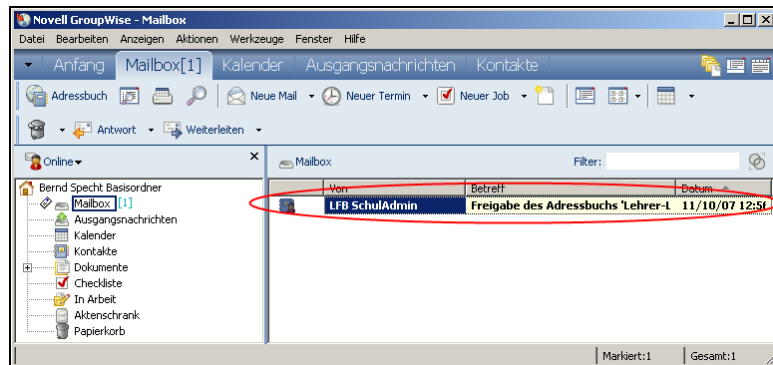 Novell GroupWise - Mailbox
Datei Bearbeiten Anzeigen Aktionen Werkzeuge Fenster Hilfe
Anfang Mailbox[1] Kalender Ausgangsnachrichten Kontakte
Adressbuch Neue Mail Neuer Termin Neuer Job
Antwort Weiterleiten
Online Mailbox Filter:
Bernd Specht Basisordner
Mailbox [1]
Ausgangsnachrichten
Kalender
Kontakte
Dokumente
Checkliste
In Arbeit
Aktenschrank
Papierkorb
Von Betreff Datum
LFB SchulAdmin Freigabe des Adressbuchs 'Lehrer-L 11/10/07 12:56
Markiert:1 Gesamt:1